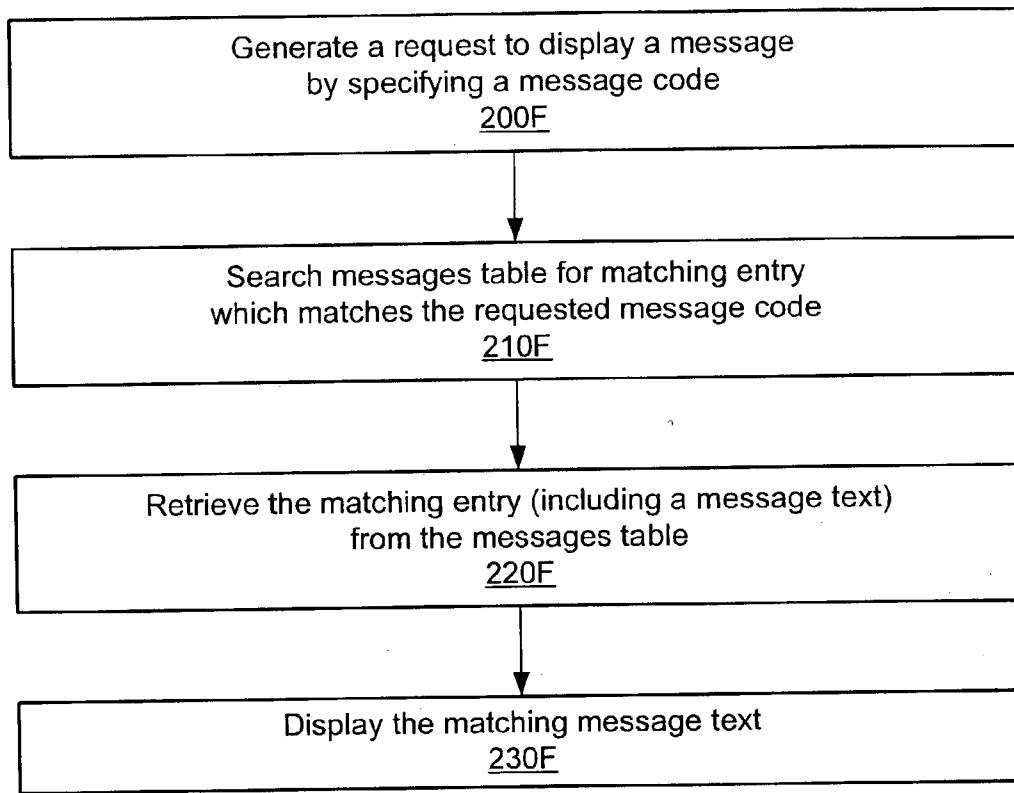 Generate a request to display a message
by specifying a message code
200F
Search messages table for matching entry
which matches the requested message code
210F
Retrieve the matching entry (including a message text)
from the messages table
220F
Display the matching message text
230F